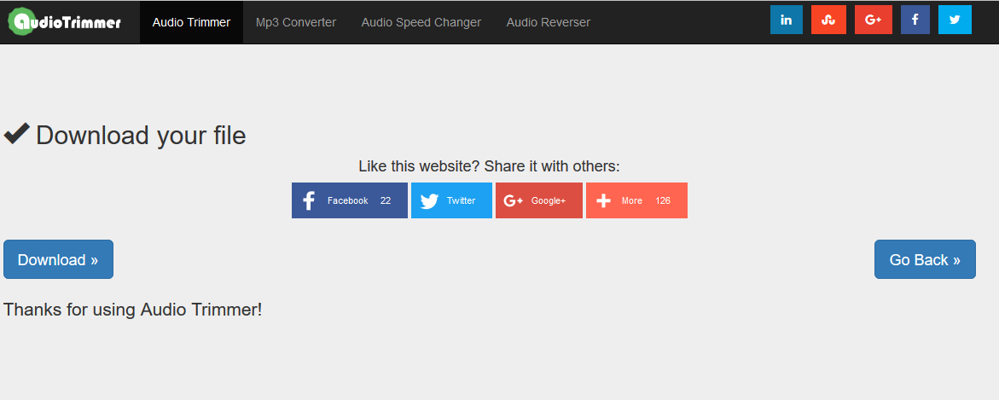 audioTrimmer Audio Trimmer Mp3 Converter Audio Speed Changer Audio Reverser in G+ f
Download your file
Like this website? Share it with others:
f Facebook 22 Twitter G+ Google+ + More 126
Download » Go Back »
Thanks for using Audio Trimmer!